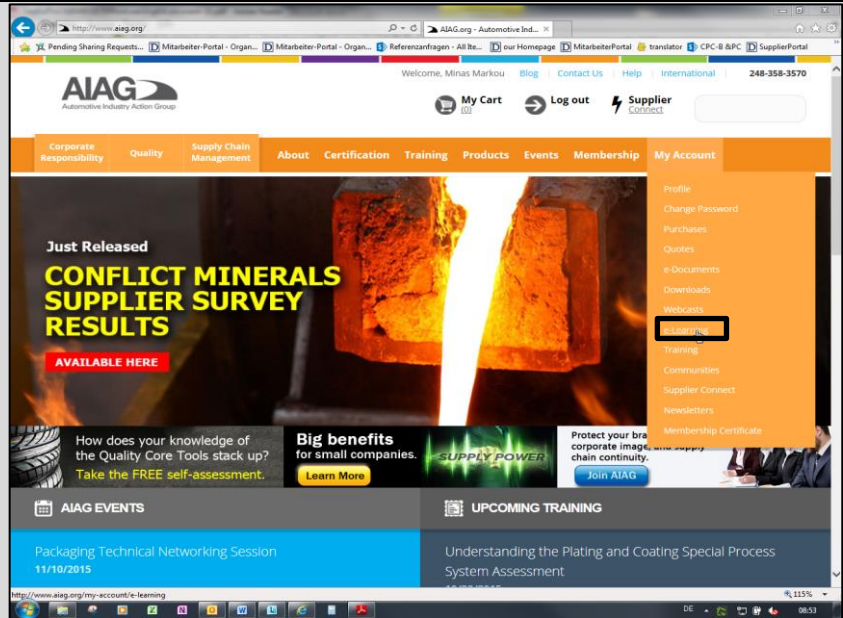 http://www.aiag.org/
AIAG.org - Automotive Ind...
Pending Sharing Requests...
Mitarbeiter-Portal - Organ...
Mitarbeiter-Portal - Organ...
Referenzanfragen - All Ite...
our Homepage
MitarbeiterPortal
translator
CPC-B &PC
SupplierPortal
Welcome, Minas Markou
Blog
Contact Us
Help
International
248-358-3570
AIAG
Automotive Industry Action Group
My Cart
(0)
Log out
Supplier
Connect
Corporate
Responsibility
Quality
Supply Chain
Management
About
Certification
Training
Products
Events
Membership
My Account
Profile
Change Password
Purchases
Quotes
e-Documents
Downloads
Webcasts
e-Learning
Training
Communities
Supplier Connect
Newsletters
Membership Certificate
Just Released
CONFLICT MINERALS
SUPPLIER SURVEY
RESULTS
AVAILABLE HERE
How does your knowledge of
the Quality Core Tools stack up?
Take the FREE self-assessment.
Big benefits
for small companies.
Learn More
SUPPLY POWER
Protect your bra
corporate image, and supply
chain continuity.
Join AIAG
AIAG EVENTS
UPCOMING TRAINING
Packaging Technical Networking Session
11/10/2015
Understanding the Plating and Coating Special Process
System Assessment
http://www.aiag.org/my-account/e-learning
115%
DE
08:53